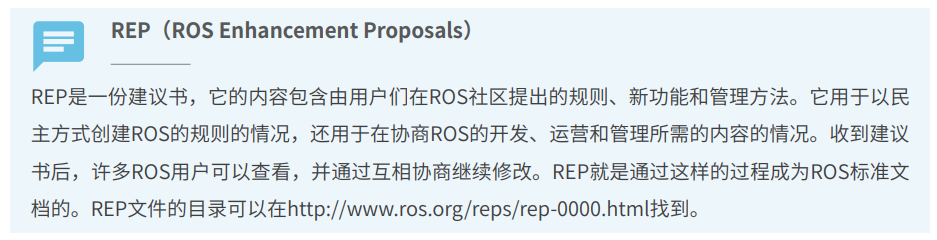 REP（ROS Enhancement Proposals）
REP是一份建议书，它的内容包含由用户们在ROS社区提出的规则、新功能和管理方法。它用于以民
主方式创建ROS的规则的情况，还用于在协商ROS的开发、运营和管理所需的内容的情况。收到建议
书后，许多ROS用户可以查看，并通过互相协商继续修改。REP就是通过这样的过程成为ROS标准文
档的。REP文件的目录可以在http://www.ros.org/reps/rep-0000.html找到。